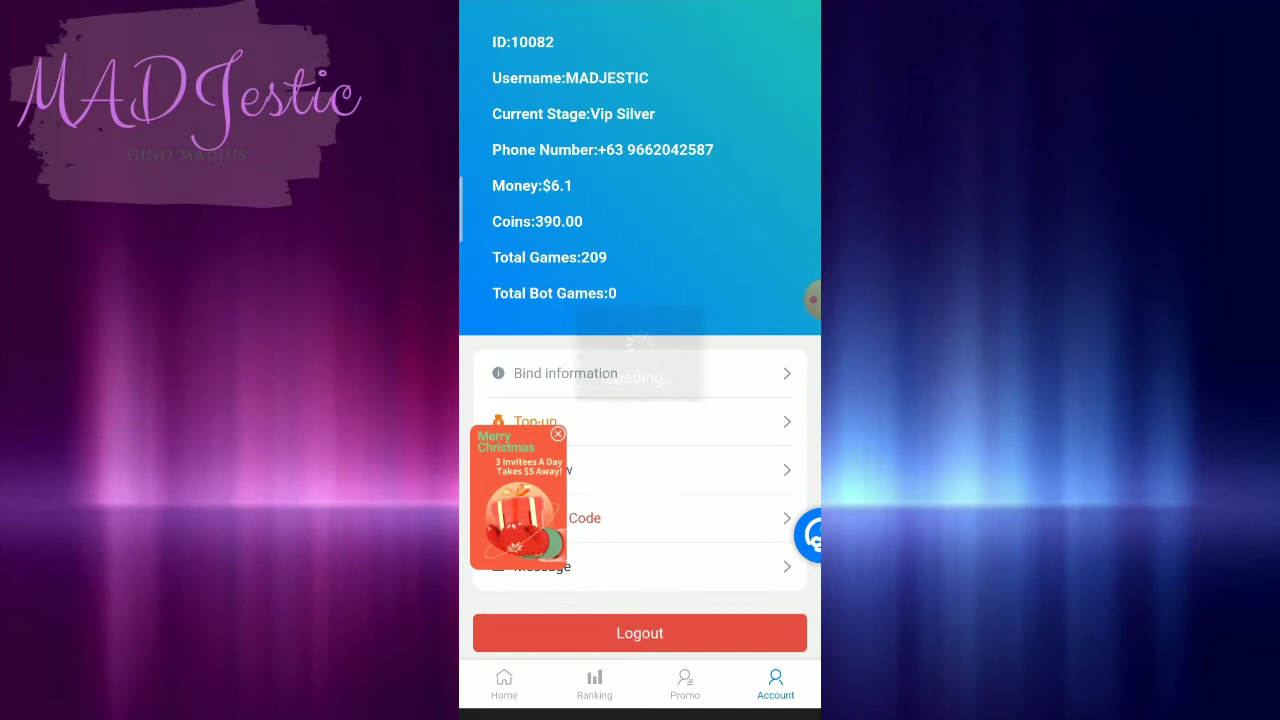 MADJestic
GINO MADJUS
ID:10082
Username:MADJESTIC
Current Stage:Vip Silver
Phone Number:+63 9662042587
Money:$6.1
Coins:390.00
Total Games:209
Total Bot Games:0
Bind information
Loading...
Top-up
Merry
Christmas
3 Invitees A Day
Takes $5 Away!
w
Code
Message
Logout
Home
Ranking
Promo
Account